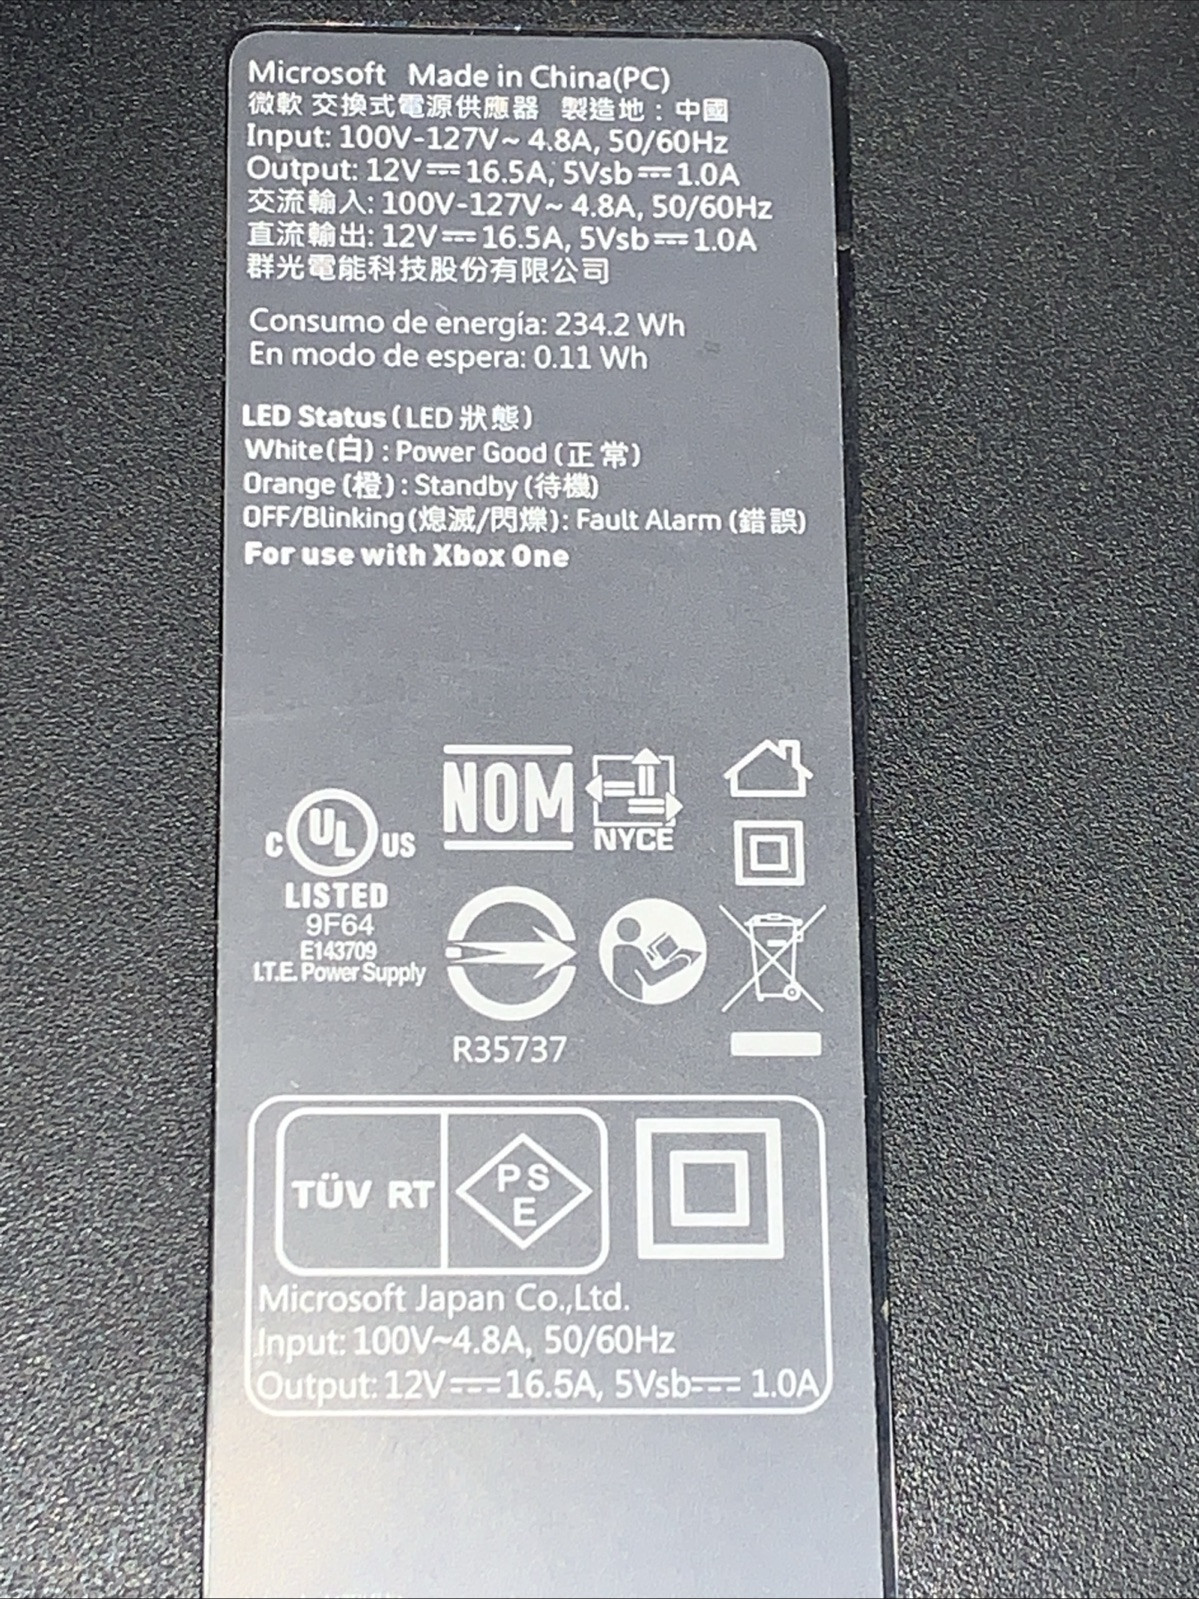 Microsoft Made in China(PC)
微軟 交換式電源供應器 製造地：中國
Input: 100V-127V~ 4.8A, 50/60Hz
Output: 12V⎓16.5A, 5Vsb⎓1.0A
交流輸入: 100V-127V~ 4.8A, 50/60Hz
直流輸出: 12V⎓16.5A, 5Vsb⎓1.0A
群光電能科技股份有限公司
Consumo de energía: 234.2 Wh
En modo de espera: 0.11 Wh
LED Status (LED 狀態)
White(白) : Power Good (正常)
Orange (橙) : Standby (待機)
OFF/Blinking(熄滅/閃爍): Fault Alarm (錯誤)
For use with Xbox One
NOM
NYCE
C UL US
LISTED
9F64
E143709
I.T.E. Power Supply
R35737
TÜV RT
PS
E
Microsoft Japan Co.,Ltd.
Input: 100V~4.8A, 50/60Hz
Output: 12V⎓16.5A, 5Vsb⎓1.0A